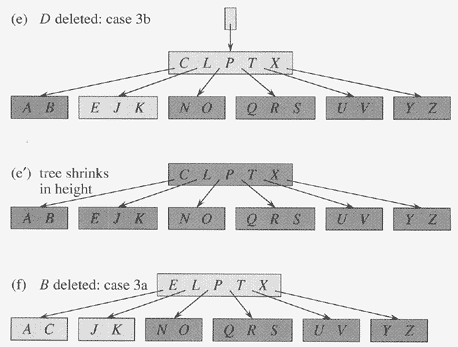 (e) D deleted: case 3b
C L P T X
A B E J K N O Q R S U V Y Z
(e′) tree shrinks
in height
C L P T X
A B E J K N O Q R S U V Y Z
(f) B deleted: case 3a
E L P T X
A C J K N O Q R S U V Y Z